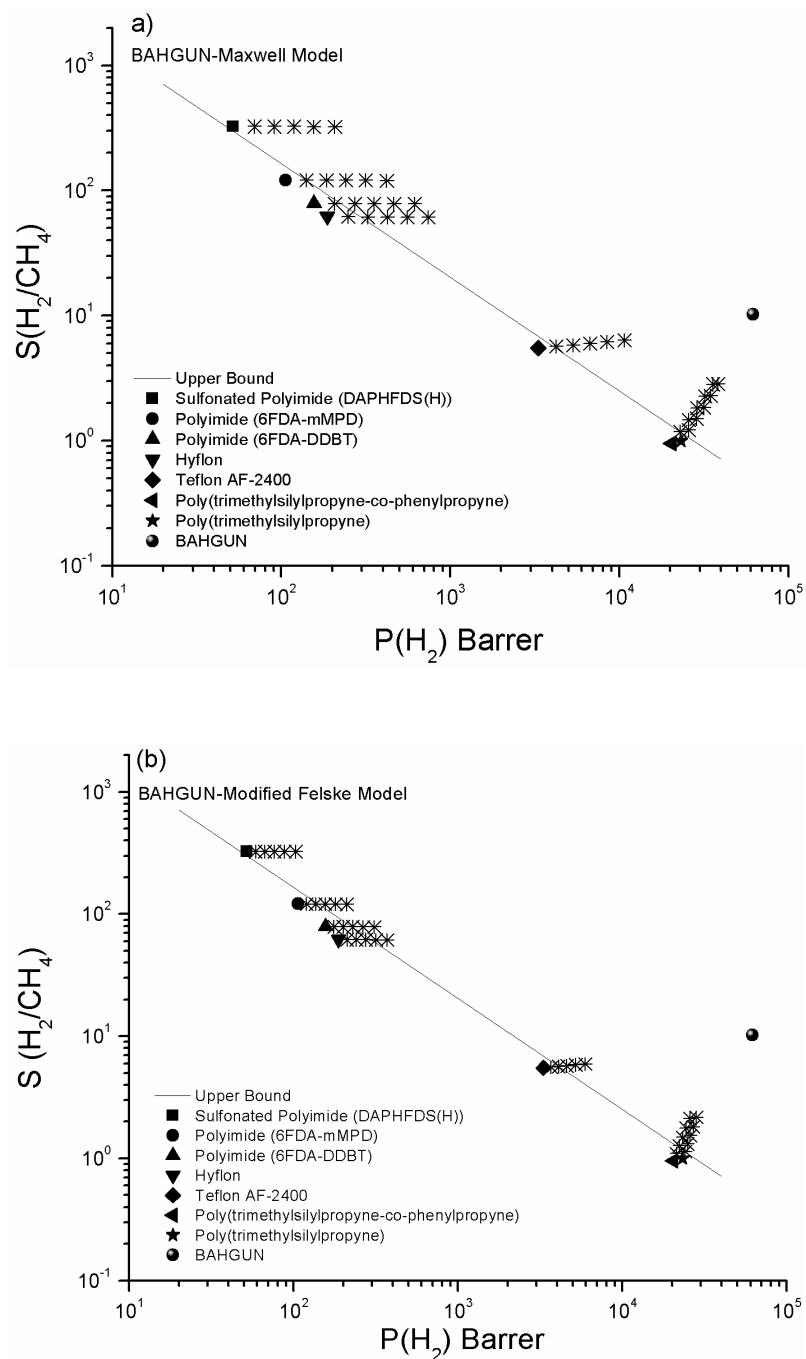 a)
BAHGUN-Maxwell Model
10³
10²
10¹
10⁰
10⁻¹
S(H₂/CH₄)
Upper Bound
Sulfonated Polyimide (DAPHFDS(H))
Polyimide (6FDA-mMPD)
Polyimide (6FDA-DDBT)
Hyflon
Teflon AF-2400
Poly(trimethylsilylpropyne-co-phenylpropyne)
Poly(trimethylsilylpropyne)
BAHGUN
10¹ 10² 10³ 10⁴ 10⁵
P(H₂) Barrer
(b)
BAHGUN-Modified Felske Model
10³
10²
10¹
10⁰
10⁻¹
S (H₂/CH₄)
Upper Bound
Sulfonated Polyimide (DAPHFDS(H))
Polyimide (6FDA-mMPD)
Polyimide (6FDA-DDBT)
Hyflon
Teflon AF-2400
Poly(trimethylsilylpropyne-co-phenylpropyne)
Poly(trimethylsilylpropyne)
BAHGUN
10¹ 10² 10³ 10⁴ 10⁵
P(H₂) Barrer